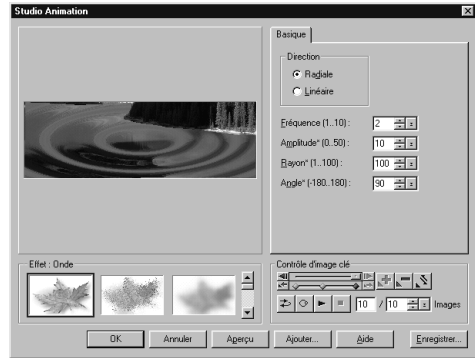 Studio Animation
Basique
Direction
Radiale
Linéaire
Fréquence (1..10) : 2
Amplitude* (0..50) : 10
Rayon* (1..100) : 100
Angle* (-180..180) : 90
Effet : Onde
Contrôle d'image clé
10 / 10 Images
OK Annuler Aperçu Ajouter... Aide Enregistrer...